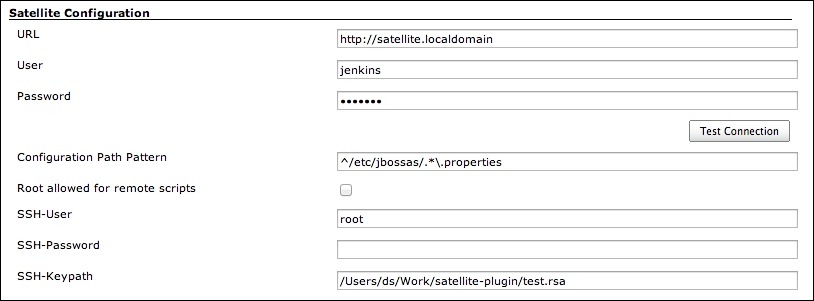 Satellite Configuration
URL http://satellite.localdomain
User jenkins
Password •••••••
Test Connection
Configuration Path Pattern ^/etc/jbossas/.*\.properties
Root allowed for remote scripts
SSH-User root
SSH-Password
SSH-Keypath /Users/ds/Work/satellite-plugin/test.rsa